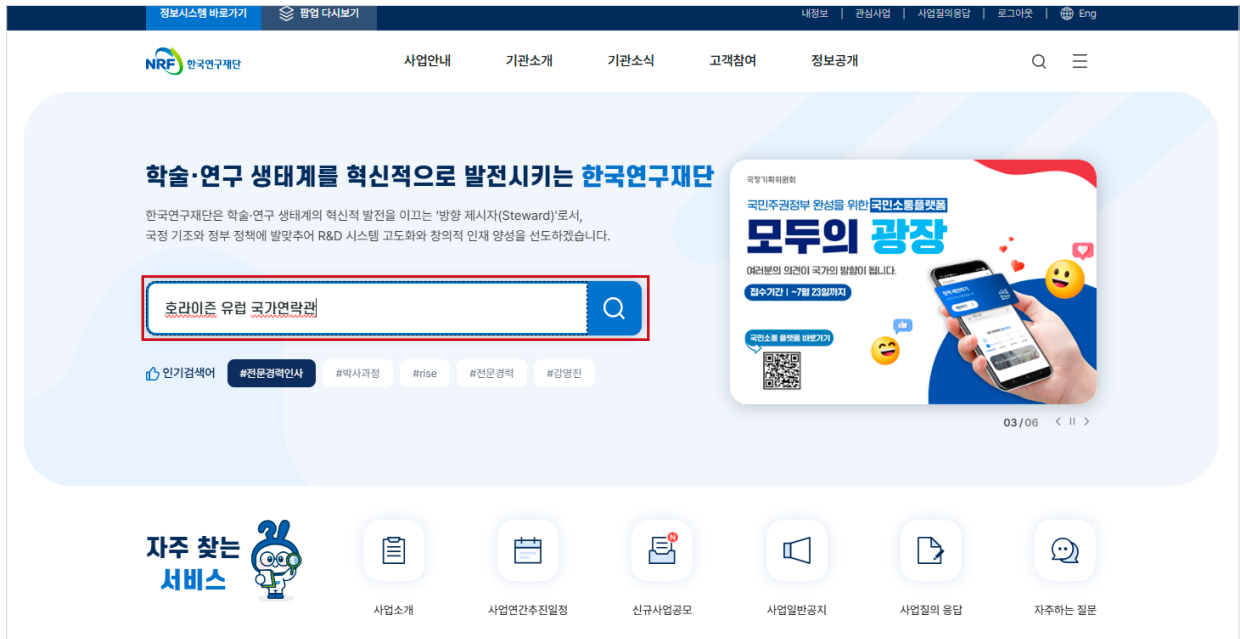 정보시스템 바로가기
팝업 다시보기
내정보 | 관심사업 | 사업질의응답 | 로그아웃 | Eng
NRF 한국연구재단
사업안내
기관소개
기관소식
고객참여
정보공개
학술·연구 생태계를 혁신적으로 발전시키는 한국연구재단
한국연구재단은 학술·연구 생태계의 혁신적 발전을 이끄는 ‘방향 제시자(Steward)’로서,
국정 기조와 정부 정책에 발맞추어 R&D 시스템 고도화와 창의적 인재 양성을 선도하겠습니다.
호라이즌 유럽 국가연락관
인기검색어
#전문경력인사
#박사과정
#rise
#전문경력
#강명진
국정기획위원회
국민주권정부 완성을 위한 국민소통플랫폼
모두의 광장
여러분의 의견이 국가의 방향이 됩니다.
접수기간 | ~7월 23일까지
국민소통 플랫폼 바로가기
03 / 06
자주 찾는
서비스
사업소개
사업연간추진일정
N
신규사업공모
사업일반공지
사업질의 응답
자주하는 질문